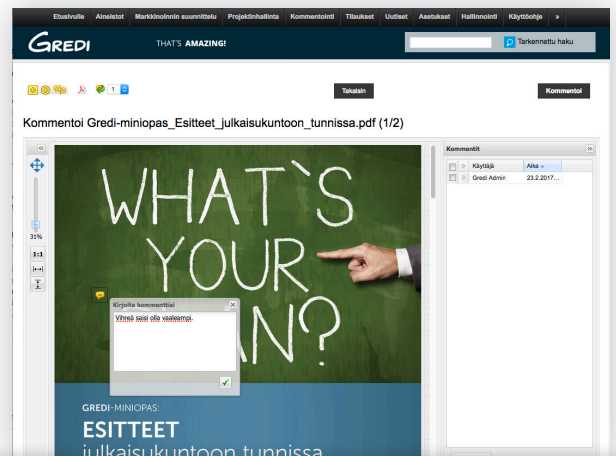 Etusivulle Aineistot Markkinoinnin suunnittelu Projektinhallinta Kommentointi Tilaukset Uutiset Asetukset Hallinnointi Käyttöohje »
GREDI THAT'S AMAZING! Tarkennettu haku
1 Takaisin Kommentoi
Kommentoi Gredi-miniopas_Esitteet_julkaisukuntoon_tunnissa.pdf (1/2)
Kommentit
Käyttäjä Aika
Gredi Admin 23.2.2017...
31%
1:1
WHAT'S
YOUR
AN?
Kirjoita kommenttisi
Vihreä saisi olla vaaleampi.
GREDI-MINIOPAS:
ESITTEET
julkaisukuntoon tunnissa